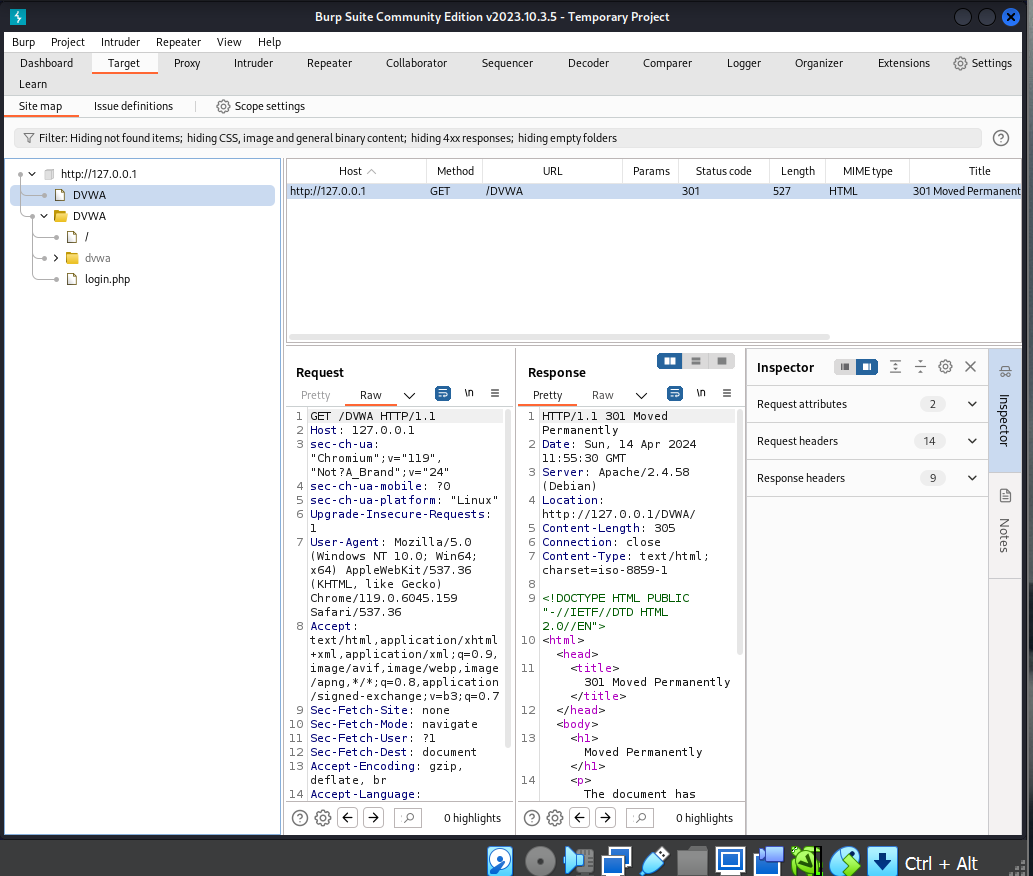 Burp Suite Community Edition v2023.10.3.5 - Temporary Project
Burp Project Intruder Repeater View Help
Dashboard Target Proxy Intruder Repeater Collaborator Sequencer Decoder Comparer Logger Organizer Extensions Settings
Learn
Site map Issue definitions Scope settings
Filter: Hiding not found items; hiding CSS, image and general binary content; hiding 4xx responses; hiding empty folders
http://127.0.0.1
DVWA
DVWA
/
dvwa
login.php
Host Method URL Params Status code Length MIME type Title
http://127.0.0.1 GET /DVWA 301 527 HTML 301 Moved Permanent
Request
Pretty Raw \n
1 GET /DVWA HTTP/1.1
2 Host: 127.0.0.1
3 sec-ch-ua:
"Chromium";v="119",
"Not?A_Brand";v="24"
4 sec-ch-ua-mobile: ?0
5 sec-ch-ua-platform: "Linux"
6 Upgrade-Insecure-Requests:
1
7 User-Agent: Mozilla/5.0
(Windows NT 10.0; Win64;
x64) AppleWebKit/537.36
(KHTML, like Gecko)
Chrome/119.0.6045.159
Safari/537.36
8 Accept:
text/html,application/xhtml
+xml,application/xml;q=0.9,
image/avif,image/webp,image
/apng,*/*;q=0.8,application
/signed-exchange;v=b3;q=0.7
9 Sec-Fetch-Site: none
10 Sec-Fetch-Mode: navigate
11 Sec-Fetch-User: ?1
12 Sec-Fetch-Dest: document
13 Accept-Encoding: gzip,
deflate, br
14 Accept-Language:
0 highlights
Response
Pretty Raw \n
1 HTTP/1.1 301 Moved
Permanently
2 Date: Sun, 14 Apr 2024
11:55:30 GMT
3 Server: Apache/2.4.58
(Debian)
4 Location:
http://127.0.0.1/DVWA/
5 Content-Length: 305
6 Connection: close
7 Content-Type: text/html;
charset=iso-8859-1
8
9 <!DOCTYPE HTML PUBLIC
"-//IETF//DTD HTML
2.0//EN">
10 <html>
<head>
11 <title>
301 Moved Permanently
</title>
12 </head>
<body>
13 <h1>
Moved Permanently
</h1>
14 <p>
The document has
0 highlights
Inspector
Request attributes 2
Request headers 14
Response headers 9
Inspector
Notes
Ctrl + Alt